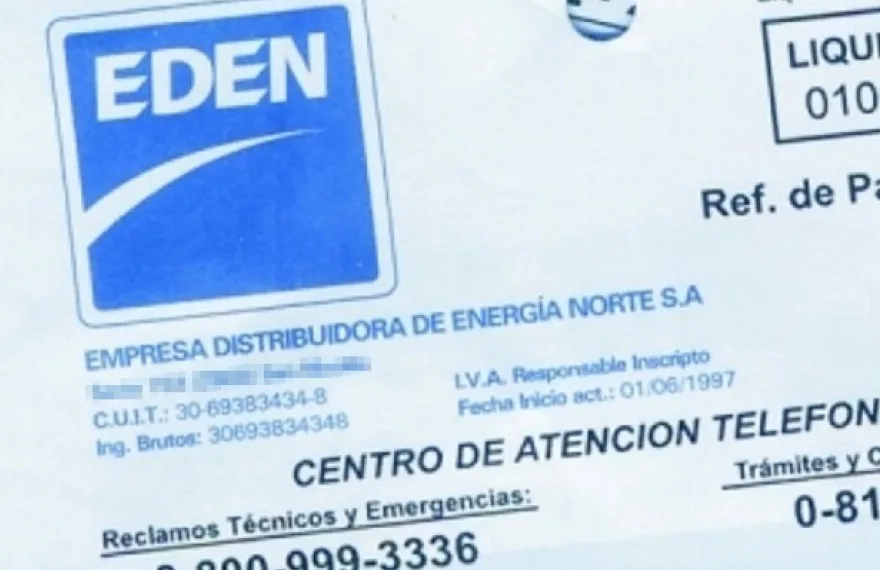 EDEN
LIQUI
010
Ref. de Pa
EMPRESA DISTRIBUIDORA DE ENERGÍA NORTE S.A
C.U.I.T.: 30-69383434-8
Ing. Brutos: 30693834348
I.V.A. Responsable Inscripto
Fecha Inicio act.: 01/06/1997
CENTRO DE ATENCION TELEFON
Reclamos Técnicos y Emergencias:
0-800-999-3336
Trámites y C
0-81